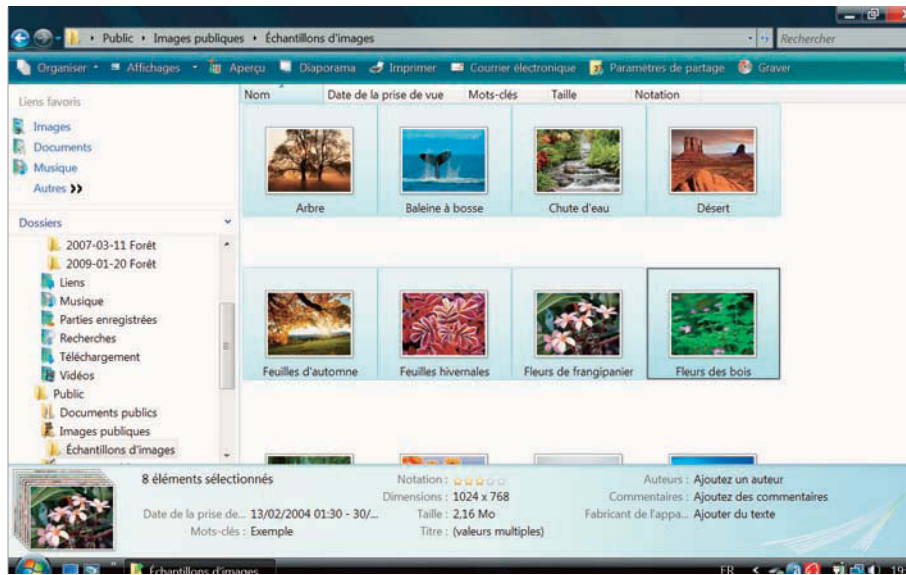 Public Images publiques Échantillons d'images
Rechercher
Organiser Affichages Aperçu Diaporama Imprimer Courrier électronique Paramètres de partage Graver
Liens favoris
Images
Documents
Musique
Autres
Nom Date de la prise de vue Mots-clés Taille Notation
Arbre Baleine à bosse Chute d'eau Désert
Dossiers
2007-03-11 Forêt
2009-01-20 Forêt
Liens
Musique
Parties enregistrées
Recherches
Téléchargement
Vidéos
Public
Documents publics
Images publiques
Échantillons d'images
Feuilles d'automne Feuilles hivernales Fleurs de frangipanier Fleurs des bois
8 éléments sélectionnés
Date de la prise de... 13/02/2004 01:30 - 30/...
Mots-clés : Exemple
Notation :
Dimensions : 1024 x 768
Taille : 2,16 Mo
Titre : (valeurs multiples)
Auteurs : Ajoutez un auteur
Commentaires : Ajoutez des commentaires
Fabricant de l'appa... Ajouter du texte
Échantillons d'images
FR